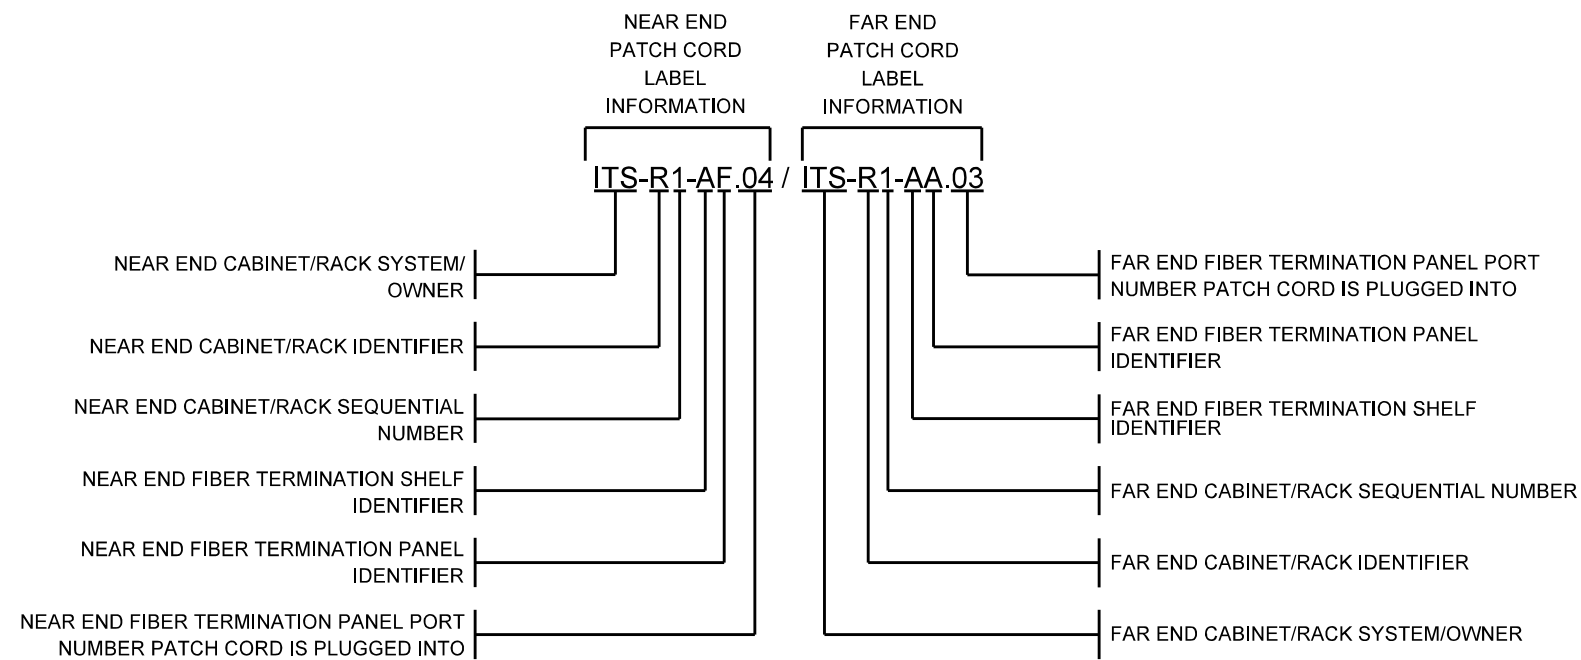 NEAR END
PATCH CORD
LABEL
INFORMATION
FAR END
PATCH CORD
LABEL
INFORMATION
ITS-R1-AF.04 / ITS-R1-AA.03
NEAR END CABINET/RACK SYSTEM/
OWNER
NEAR END CABINET/RACK IDENTIFIER
NEAR END CABINET/RACK SEQUENTIAL
NUMBER
NEAR END FIBER TERMINATION SHELF
IDENTIFIER
NEAR END FIBER TERMINATION PANEL
IDENTIFIER
NEAR END FIBER TERMINATION PANEL PORT
NUMBER PATCH CORD IS PLUGGED INTO
FAR END FIBER TERMINATION PANEL PORT
NUMBER PATCH CORD IS PLUGGED INTO
FAR END FIBER TERMINATION PANEL
IDENTIFIER
FAR END FIBER TERMINATION SHELF
IDENTIFIER
FAR END CABINET/RACK SEQUENTIAL NUMBER
FAR END CABINET/RACK IDENTIFIER
FAR END CABINET/RACK SYSTEM/OWNER